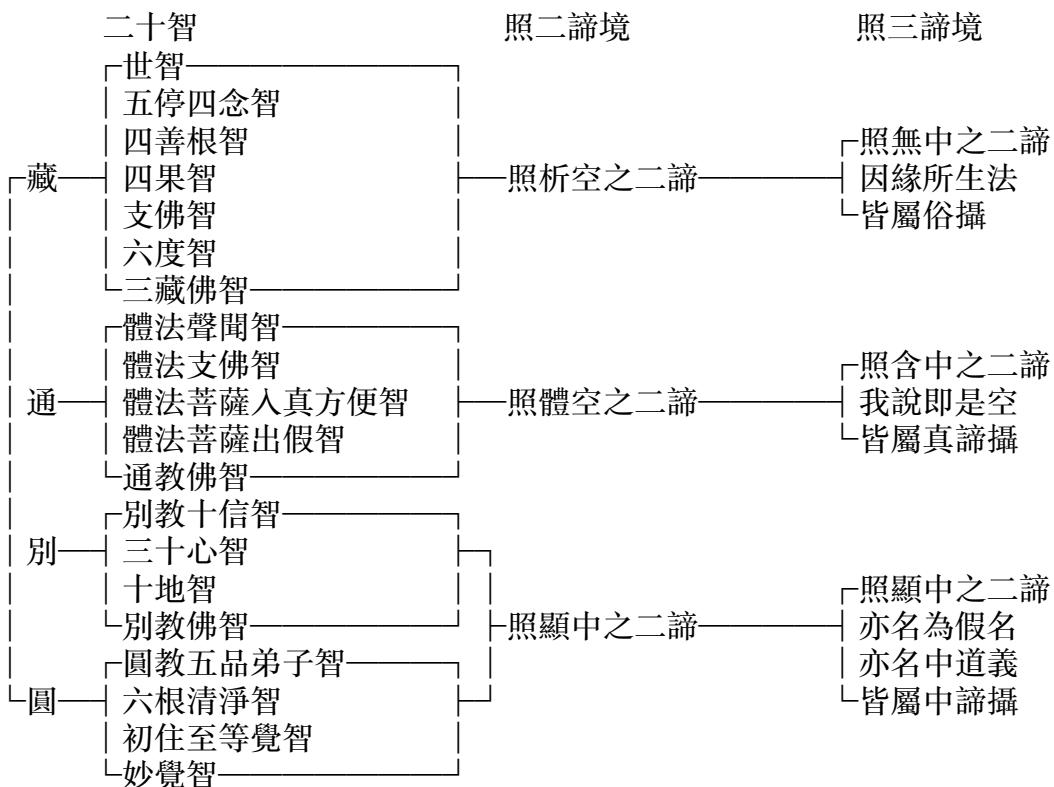 二十智 照二諦境 照三諦境
世智
五停四念智
四善根智 照無中之二諦
藏 四果智 照析空之二諦 因緣所生法
支佛智 皆屬俗攝
六度智
三藏佛智
體法聲聞智
體法支佛智 照含中之二諦
通 體法菩薩入真方便智 照體空之二諦 我說即是空
體法菩薩出假智 皆屬真諦攝
通教佛智
別教十信智
別 三十心智
十地智 照顯中之二諦
別教佛智 照顯中之二諦 亦名為假名
圓教五品弟子智 亦名中道義
圓 六根清淨智 皆屬中諦攝
初住至等覺智
妙覺智